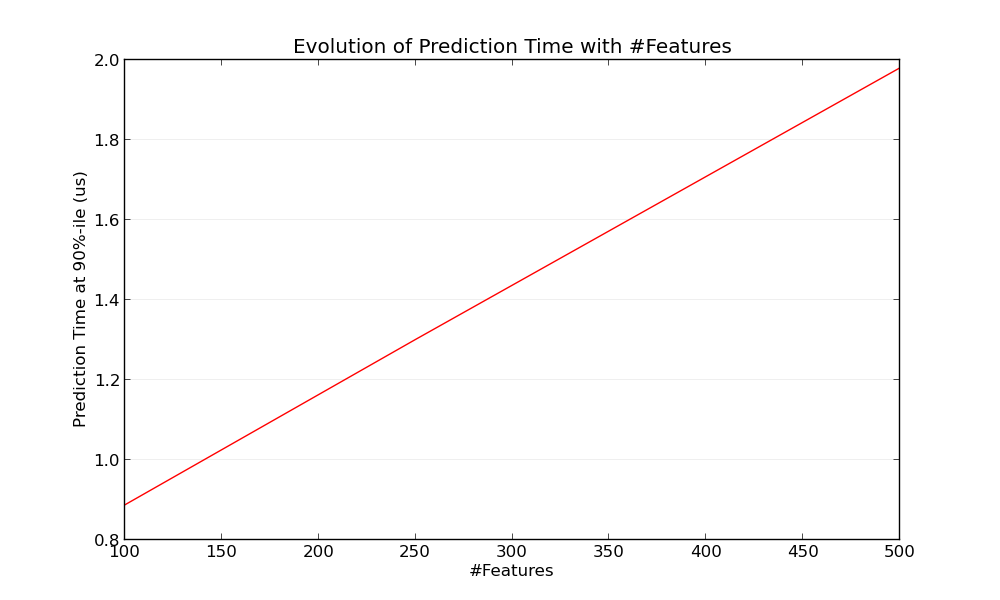 Evolution of Prediction Time with #Features
Prediction Time at 90%-ile (us)
2.0
1.8
1.6
1.4
1.2
1.0
0.8
100 150 200 250 300 350 400 450 500
#Features